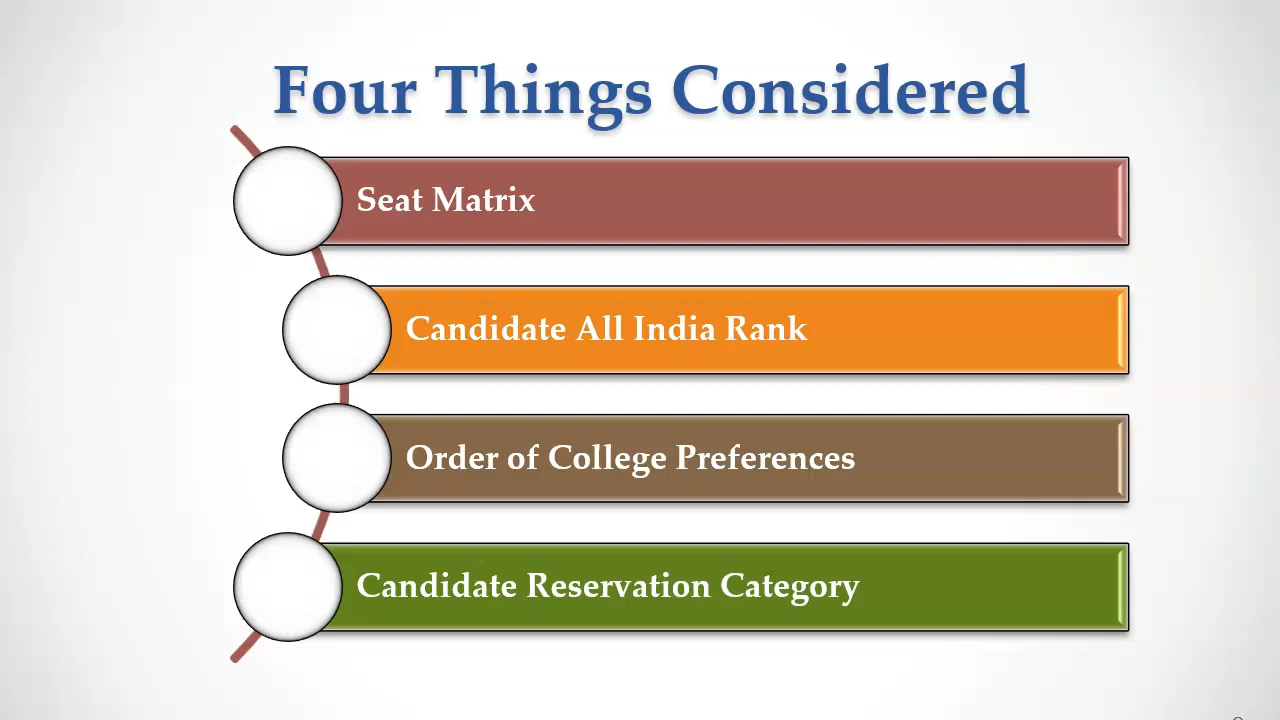 Four Things Considered
Seat Matrix
Candidate All India Rank
Order of College Preferences
Candidate Reservation Category